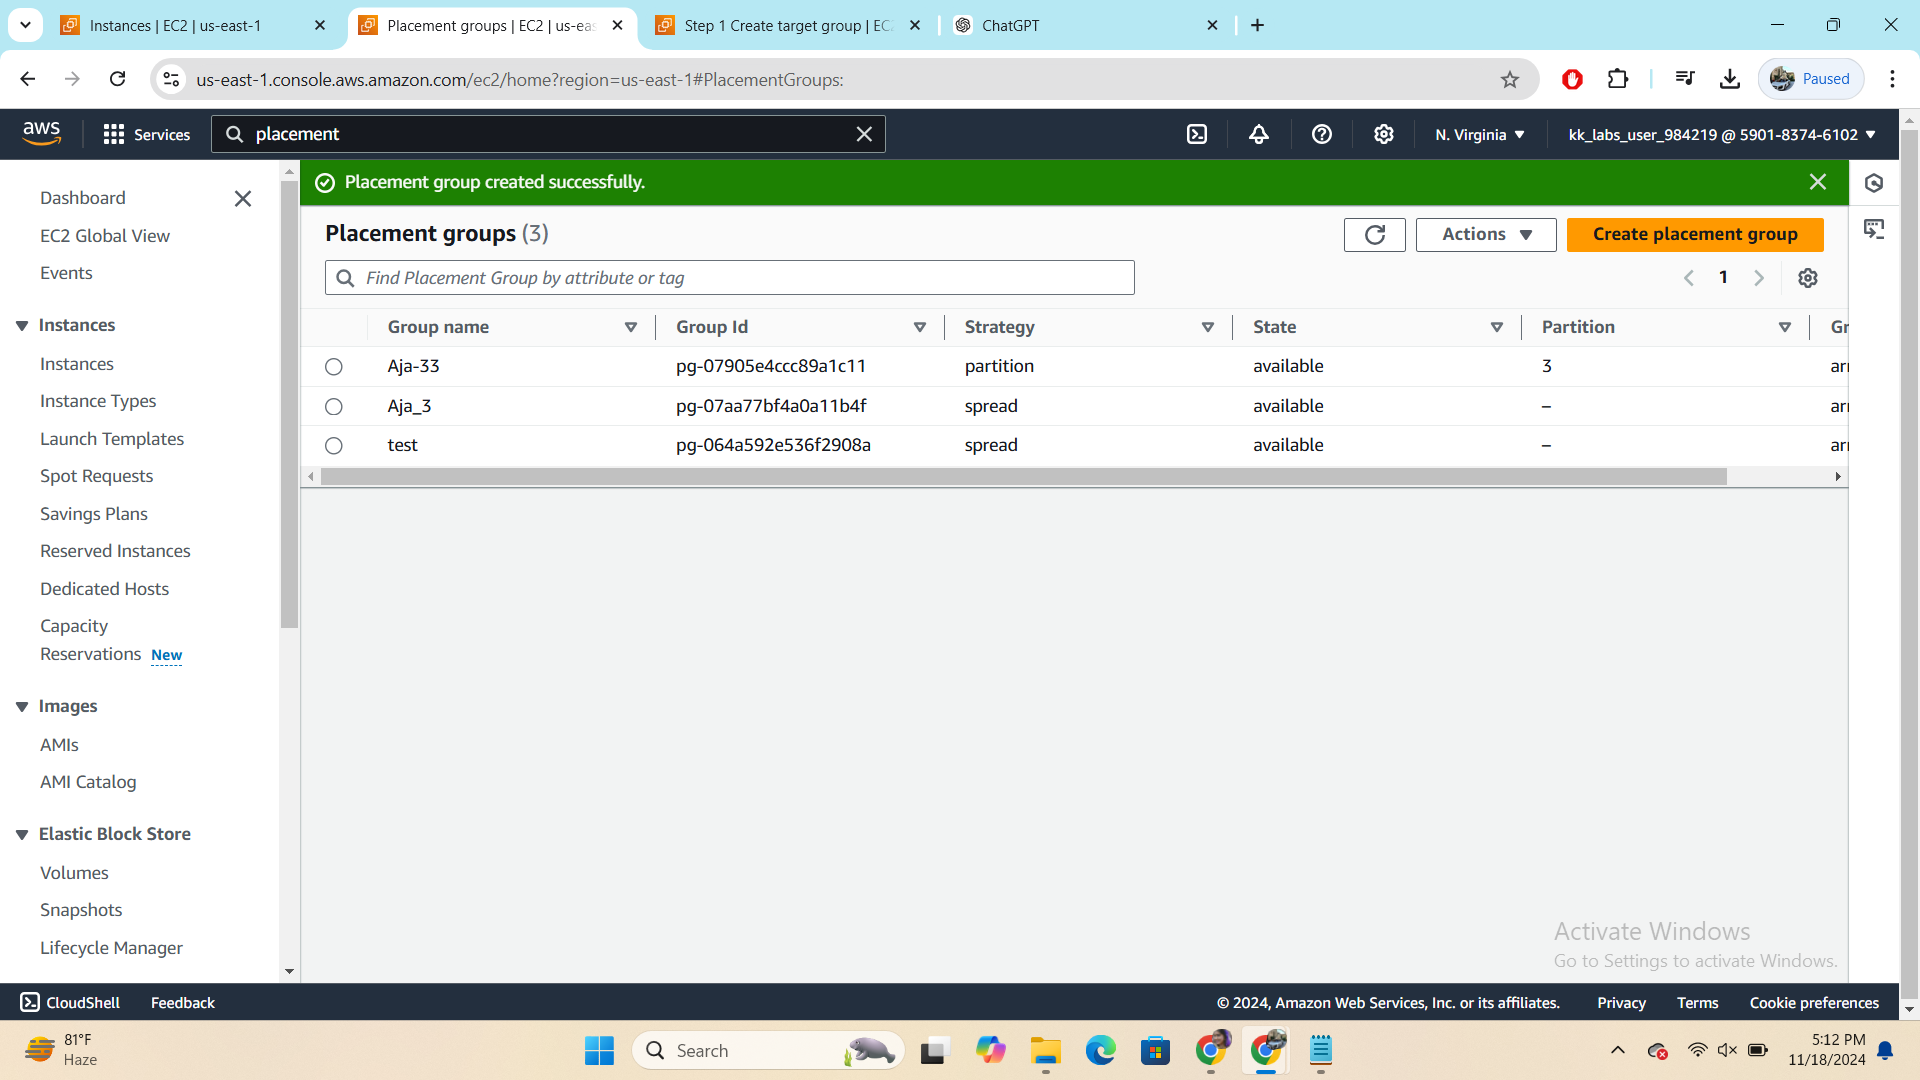 Instances | EC2 | us-east-1
Placement groups | EC2 | us-eas
Step 1 Create target group | EC2
ChatGPT
us-east-1.console.aws.amazon.com/ec2/home?region=us-east-1#PlacementGroups:
Paused
aws
Services
placement
N. Virginia
kk_labs_user_984219 @ 5901-8374-6102
Placement group created successfully.
Dashboard
EC2 Global View
Events
Instances
Instances
Instance Types
Launch Templates
Spot Requests
Savings Plans
Reserved Instances
Dedicated Hosts
Capacity
Reservations New
Images
AMIs
AMI Catalog
Elastic Block Store
Volumes
Snapshots
Lifecycle Manager
Placement groups (3)
Actions
Create placement group
Find Placement Group by attribute or tag
1
Group name Group Id Strategy State Partition Gr
Aja-33 pg-07905e4ccc89a1c11 partition available 3 arn
Aja_3 pg-07aa77bf4a0a11b4f spread available – arn
test pg-064a592e536f2908a spread available – arn
Activate Windows
Go to Settings to activate Windows.
CloudShell
Feedback
© 2024, Amazon Web Services, Inc. or its affiliates.
Privacy
Terms
Cookie preferences
81°F
Haze
Search
5:12 PM
11/18/2024